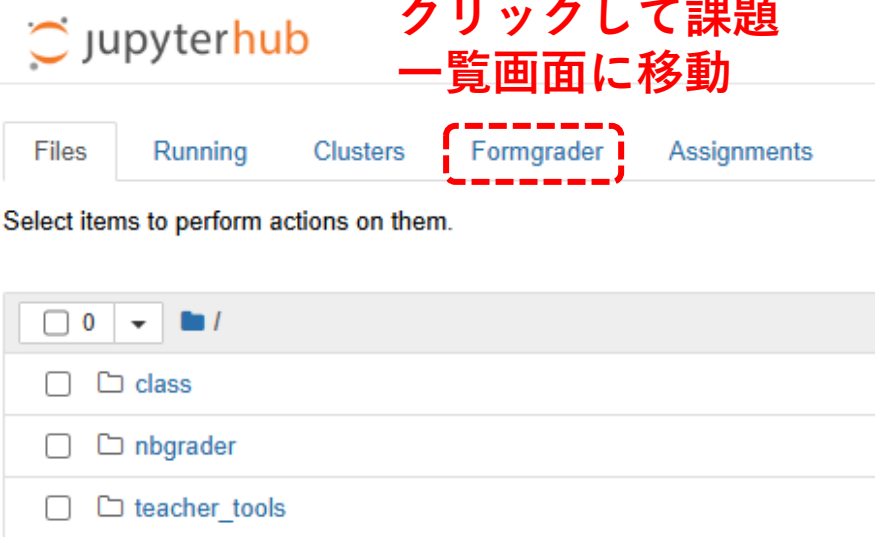 jupyterhub
クリックして課題
一覧画面に移動
Files Running Clusters Formgrader Assignments
Select items to perform actions on them.
0 /
class
nbgrader
teacher_tools